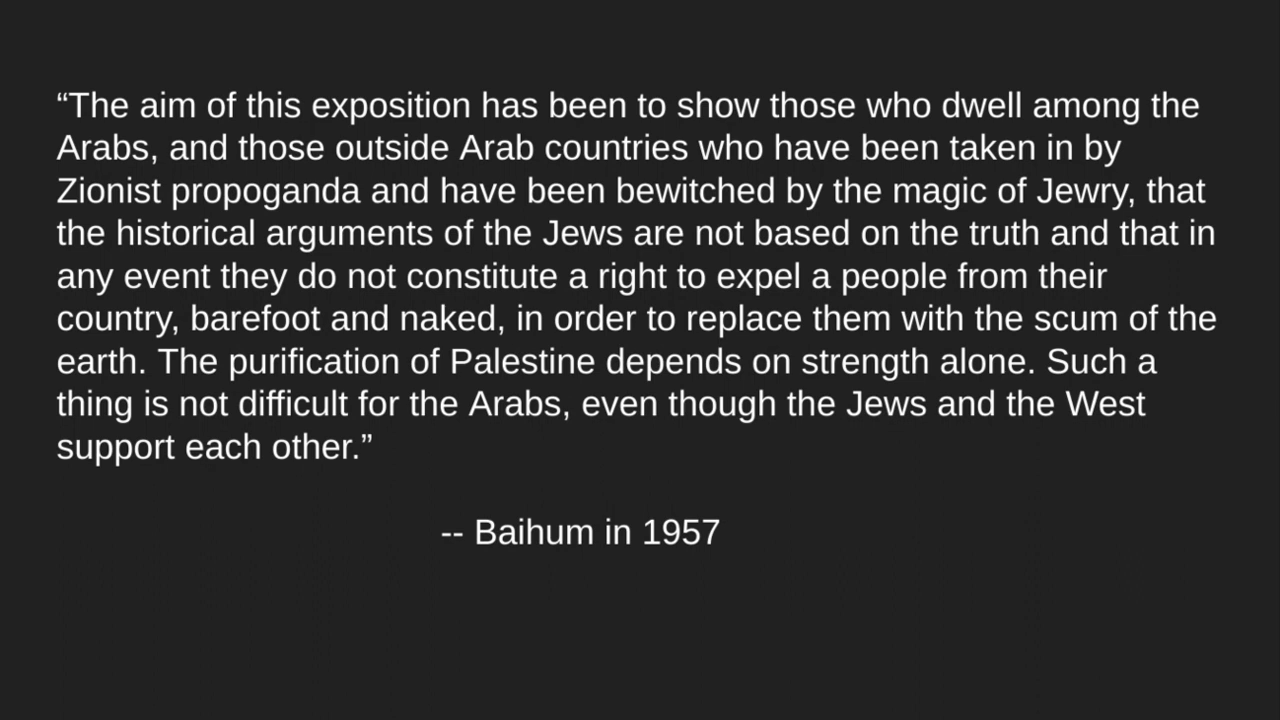 “The aim of this exposition has been to show those who dwell among the
Arabs, and those outside Arab countries who have been taken in by
Zionist propoganda and have been bewitched by the magic of Jewry, that
the historical arguments of the Jews are not based on the truth and that in
any event they do not constitute a right to expel a people from their
country, barefoot and naked, in order to replace them with the scum of the
earth. The purification of Palestine depends on strength alone. Such a
thing is not difficult for the Arabs, even though the Jews and the West
support each other.”
-- Baihum in 1957